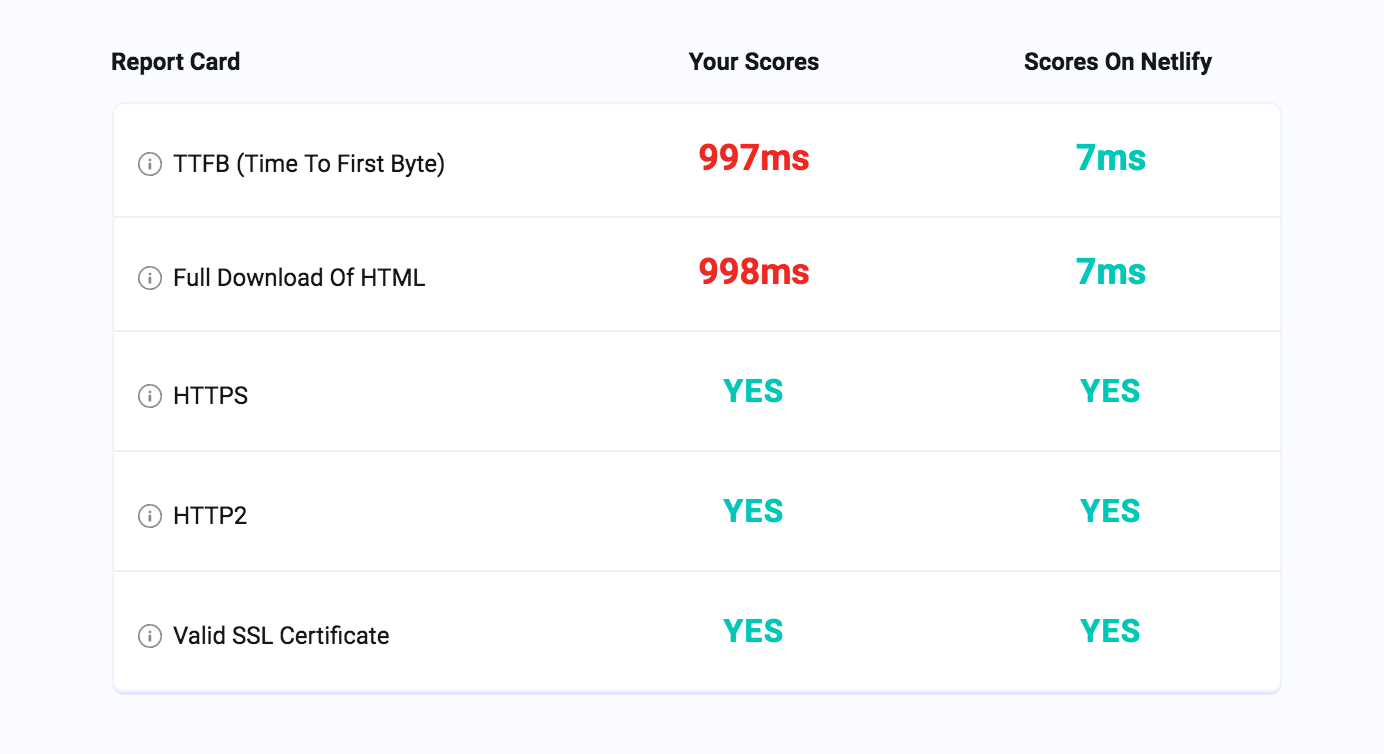 Report Card Your Scores Scores On Netlify
TTFB (Time To First Byte) 997ms 7ms
Full Download Of HTML 998ms 7ms
HTTPS YES YES
HTTP2 YES YES
Valid SSL Certificate YES YES